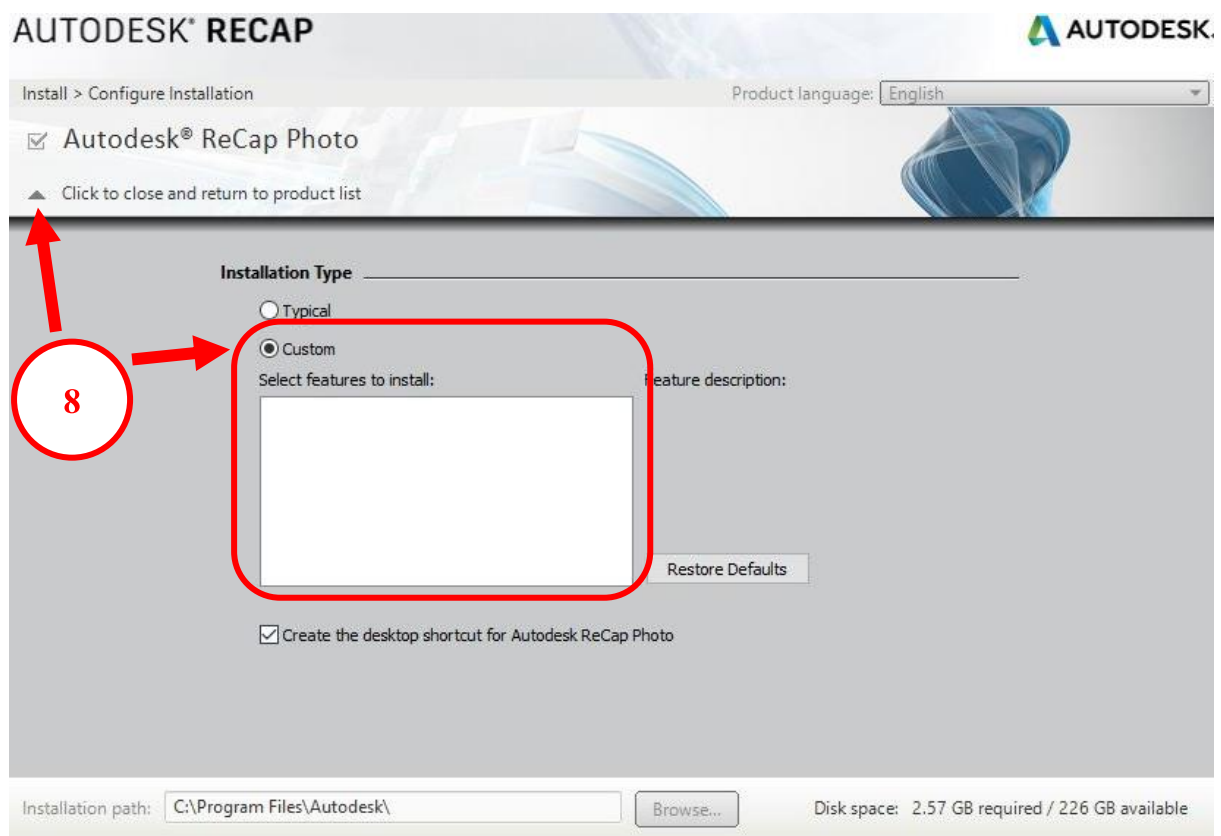 AUTODESK® RECAP
AUTODESK.
Install > Configure Installation
Product language: English
Autodesk® ReCap Photo
Click to close and return to product list
Installation Type
Typical
Custom
Select features to install:
Feature description:
8
Restore Defaults
Create the desktop shortcut for Autodesk ReCap Photo
Installation path: C:\Program Files\Autodesk\
Browse...
Disk space: 2.57 GB required / 226 GB available